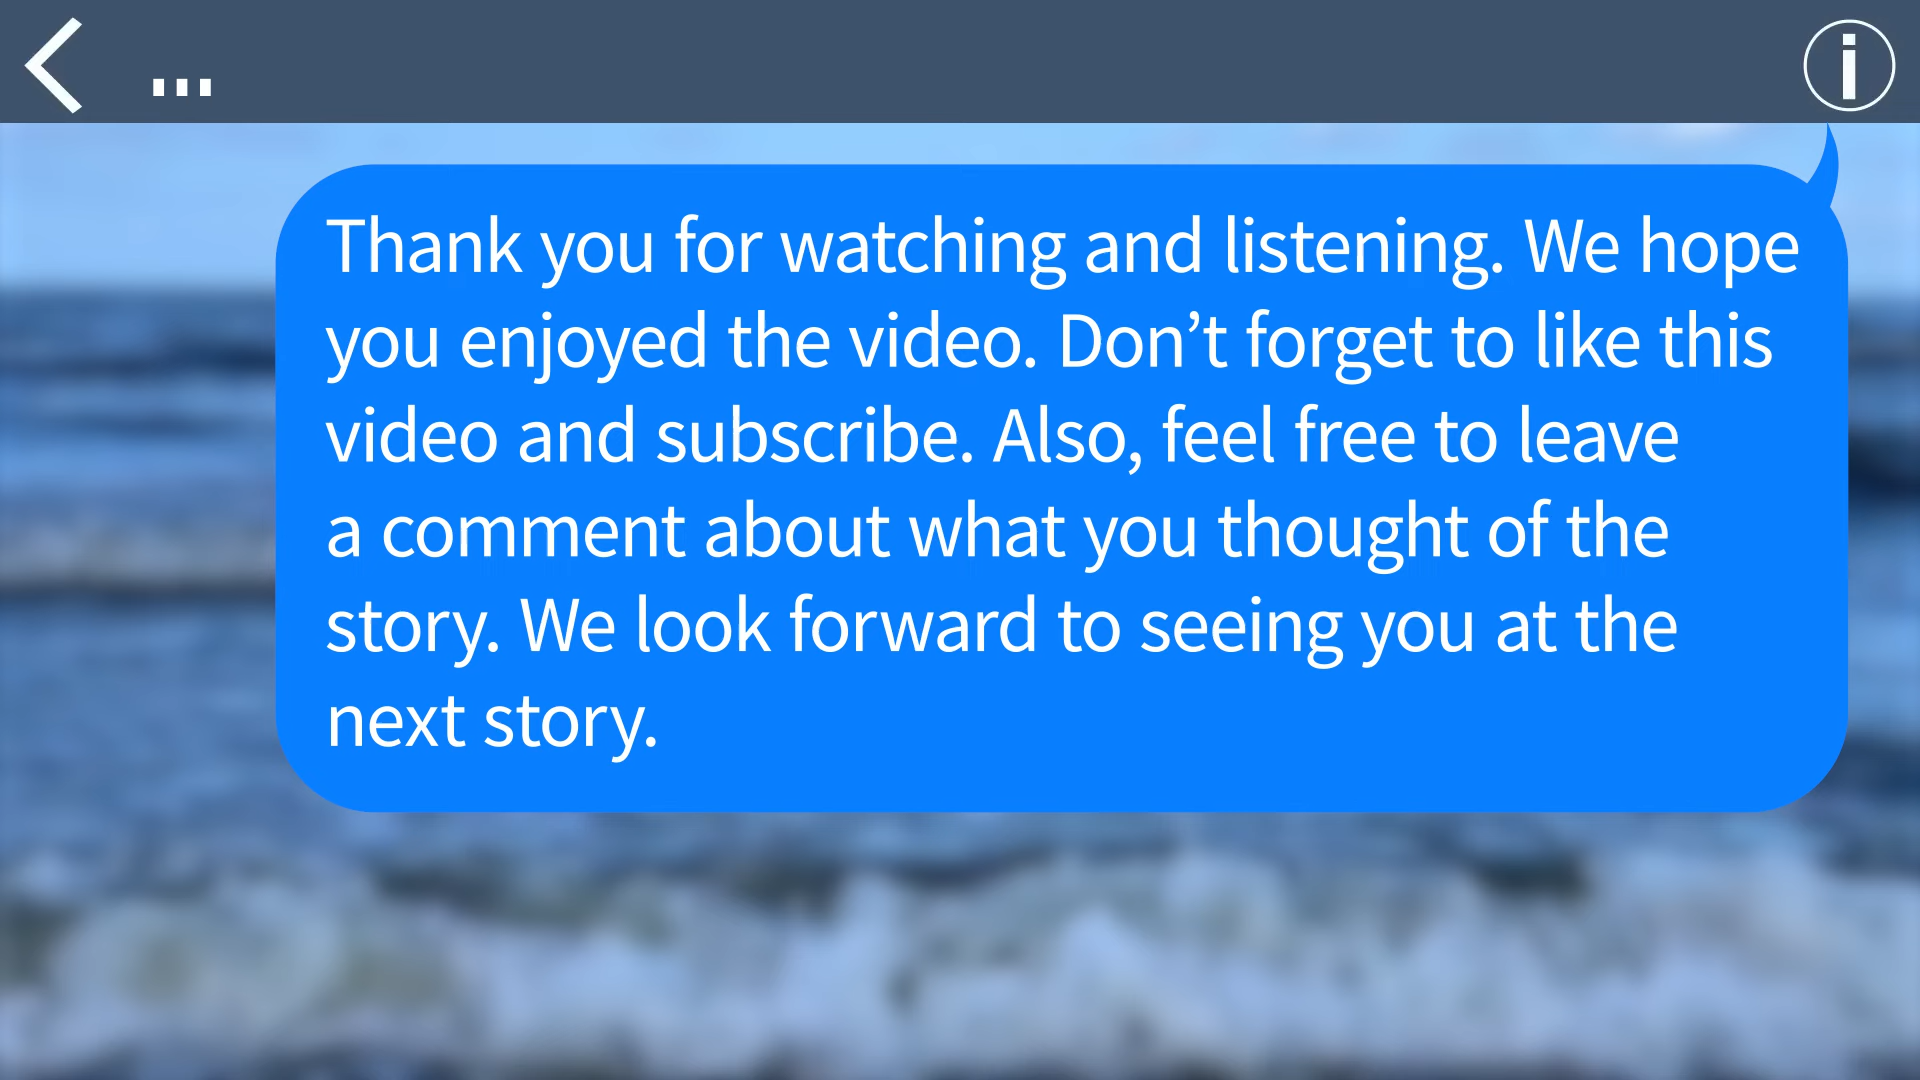 ...
Thank you for watching and listening. We hope
you enjoyed the video. Don’t forget to like this
video and subscribe. Also, feel free to leave
a comment about what you thought of the
story. We look forward to seeing you at the
next story.